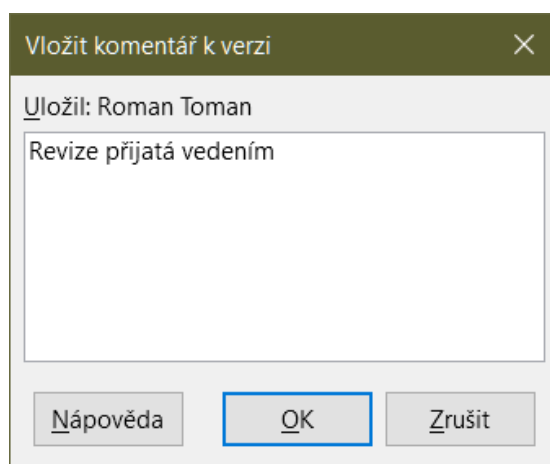 Vložit komentář k verzi
Uložil: Roman Toman
Revize přijatá vedením
Nápověda
OK
Zrušit